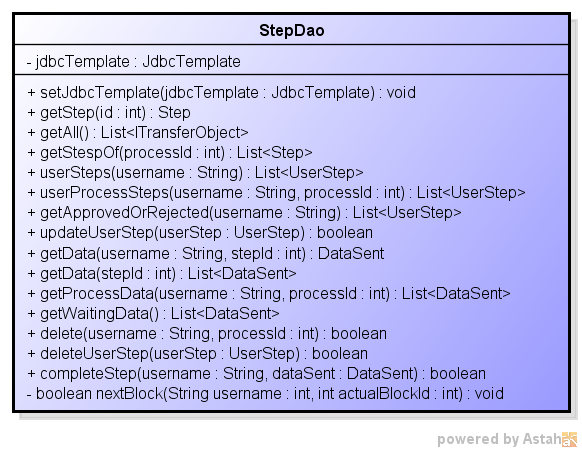 StepDao
- jdbcTemplate : JdbcTemplate
+ setJdbcTemplate(jdbcTemplate : JdbcTemplate) : void
+ getStep(id : int) : Step
+ getAll() : List<ITransferObject>
+ getStespOf(processId : int) : List<Step>
+ userSteps(username : String) : List<UserStep>
+ userProcessSteps(username : String, processId : int) : List<UserStep>
+ getApprovedOrRejected(username : String) : List<UserStep>
+ updateUserStep(userStep : UserStep) : boolean
+ getData(username : String, stepId : int) : DataSent
+ getData(stepId : int) : List<DataSent>
+ getProcessData(username : String, processId : int) : List<DataSent>
+ getWaitingData() : List<DataSent>
+ delete(username : String, processId : int) : boolean
+ deleteUserStep(userStep : UserStep) : boolean
+ completeStep(username : String, dataSent : DataSent) : boolean
- boolean nextBlock(String username : int, int actualBlockId : int) : void
powered by Astah